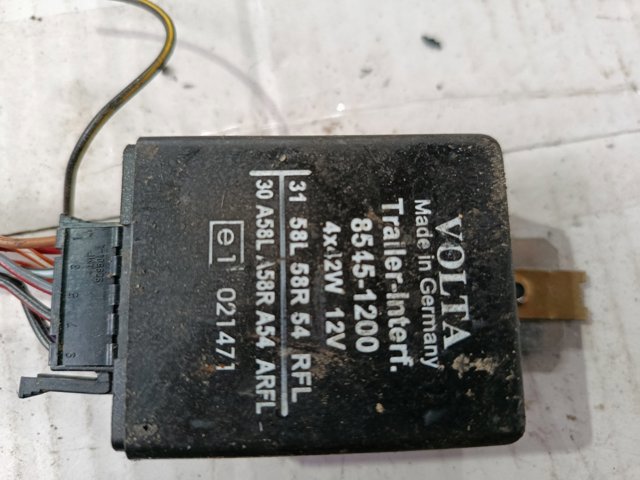 VOLTA
Made in Germany
Trailer-Interf.
8545-1200
4x42W 12V
31 58L 58R 54 RFL
30 A58L A58R A54 ARFL
e1 021471